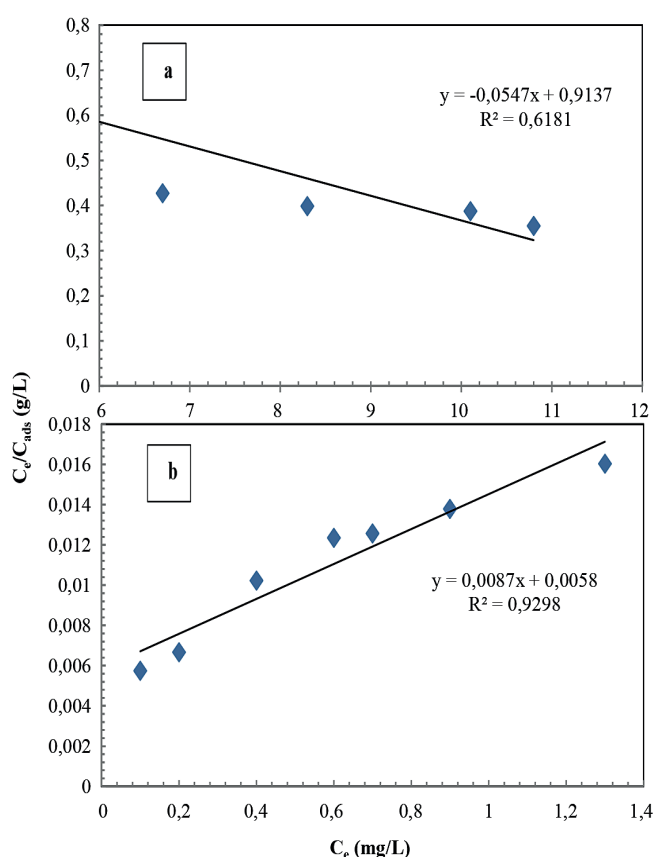 0,8
a
0,7
y = -0,0547x + 0,9137
R² = 0,6181
0,6
0,5
0,4
0,3
0,2
0,1
0
6 7 8 9 10 11 12
Ce/Cads (g/L)
0,018
b
0,016
0,014
0,012
0,01
y = 0,0087x + 0,0058
R² = 0,9298
0,008
0,006
0,004
0,002
0
0 0,2 0,4 0,6 0,8 1 1,2 1,4
Ce (mg/L)